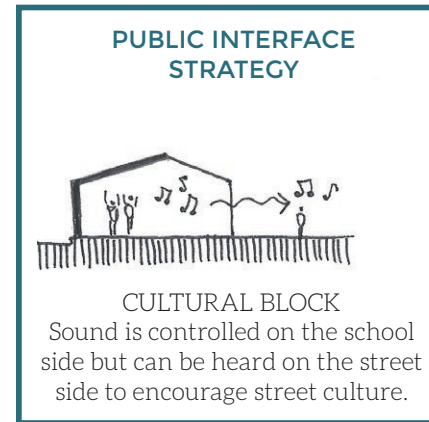 PUBLIC INTERFACE
STRATEGY
CULTURAL BLOCK
Sound is controlled on the school
side but can be heard on the street
side to encourage street culture.